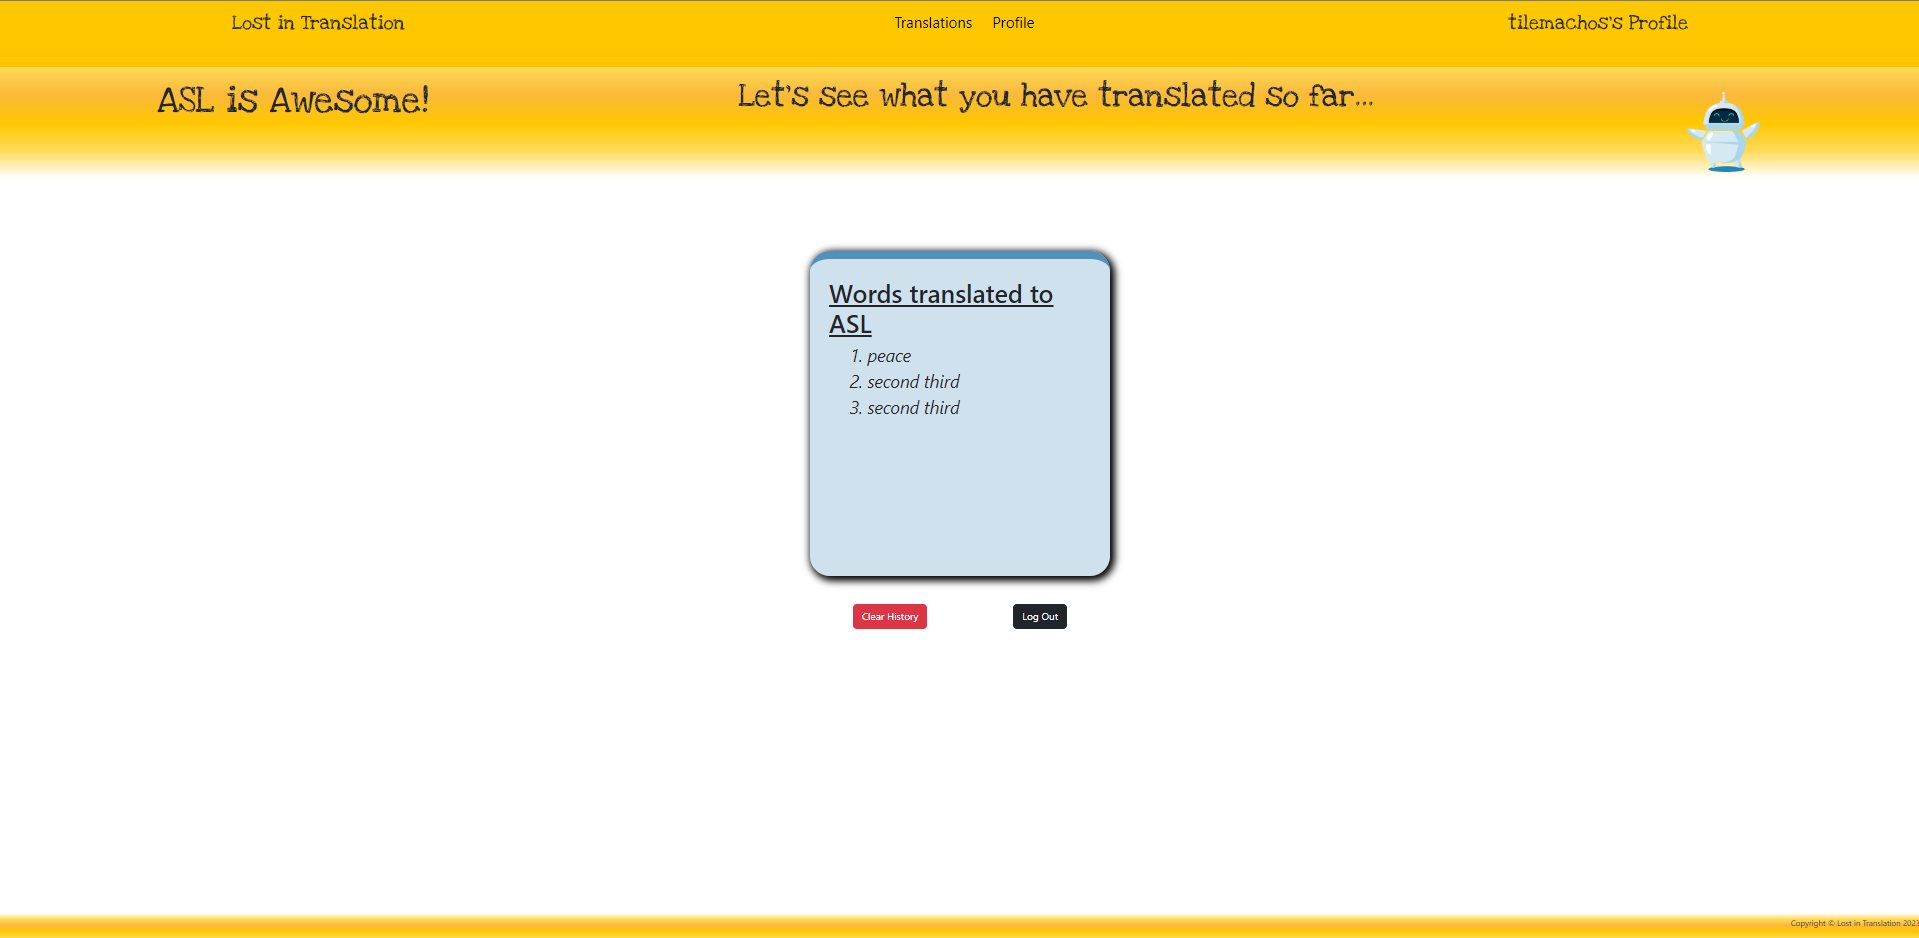 Lost in Translation
Translations Profile
tilemachos's Profile
ASL is Awesome!
Let's see what you have translated so far...
Words translated to
ASL
1. peace
2. second third
3. second third
Clear History
Log Out
Copyright © Lost in Translation 2023